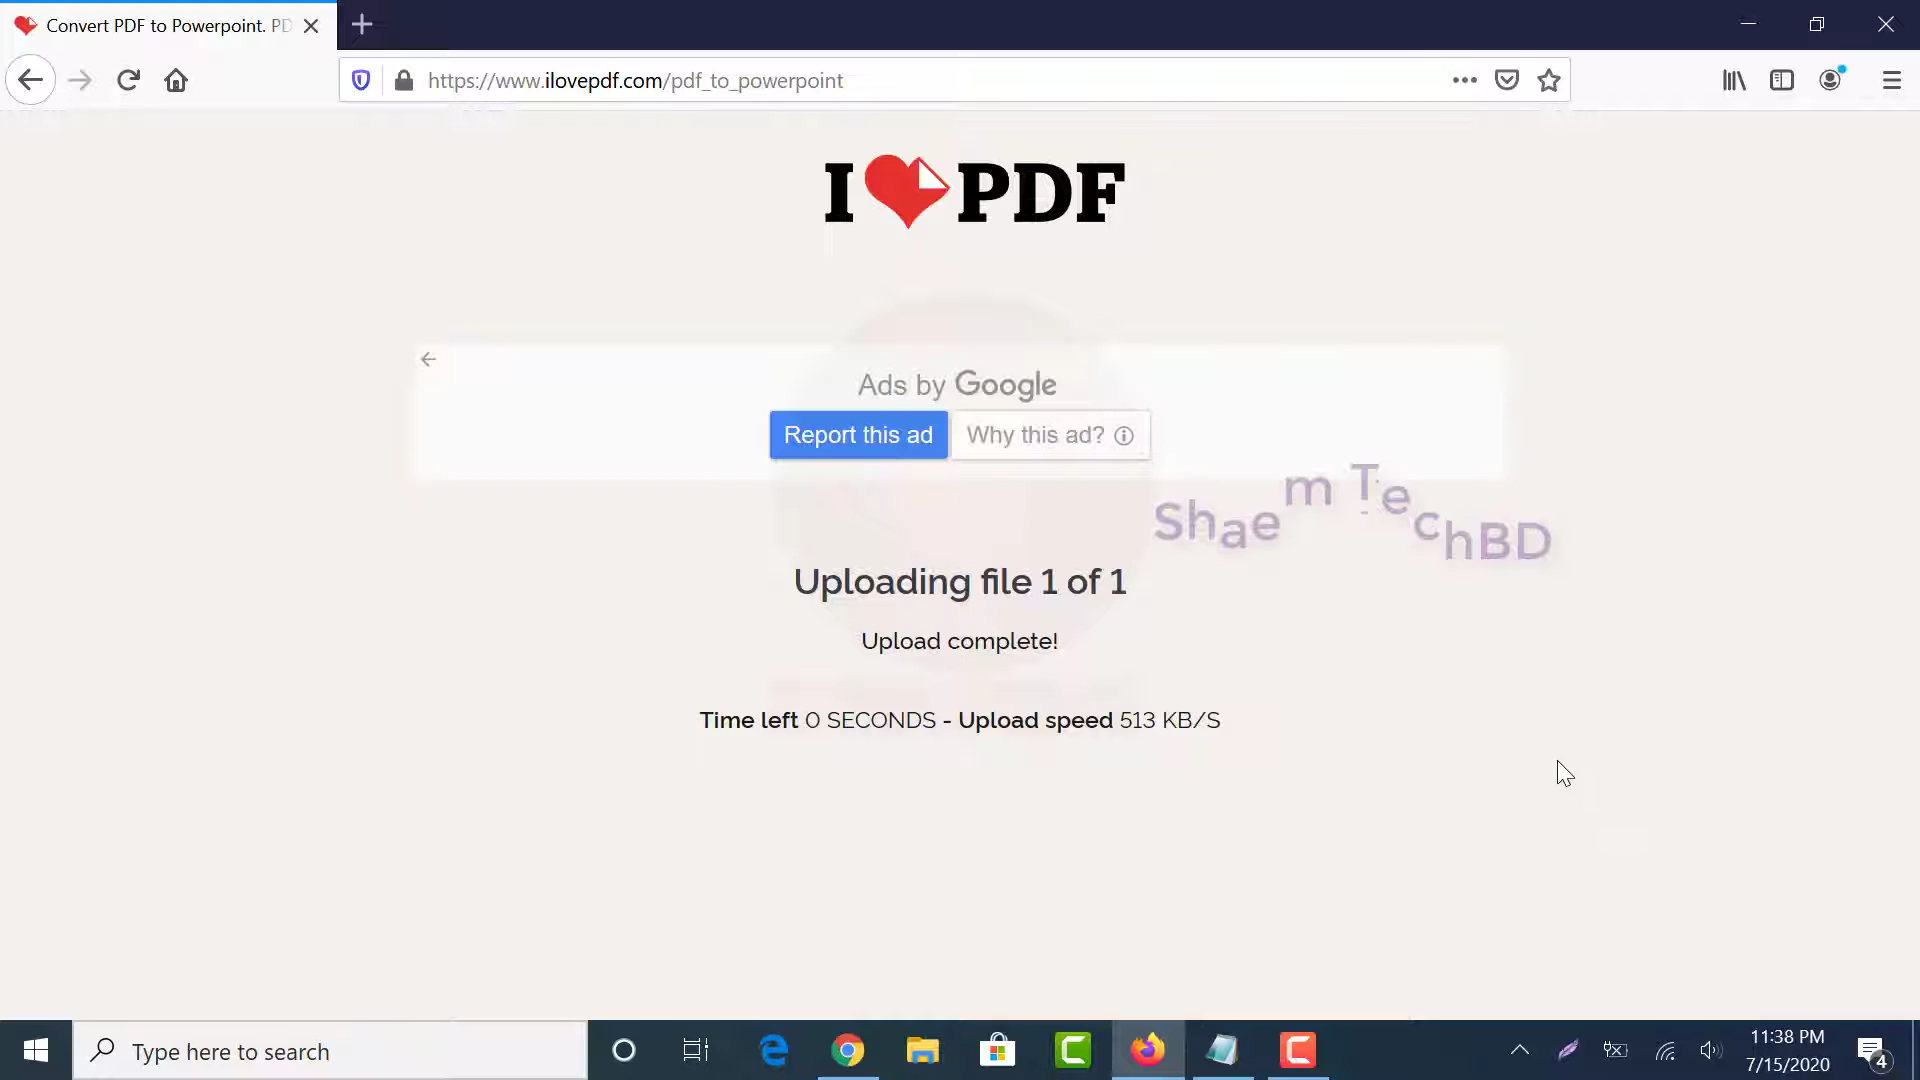 Convert PDF to Powerpoint. PD
https://www.ilovepdf.com/pdf_to_powerpoint
I PDF
Ads by Google
Report this ad
Why this ad?
Shaem TechBD
Uploading file 1 of 1
Upload complete!
Time left 0 SECONDS - Upload speed 513 KB/S
Type here to search
11:38 PM
7/15/2020
4